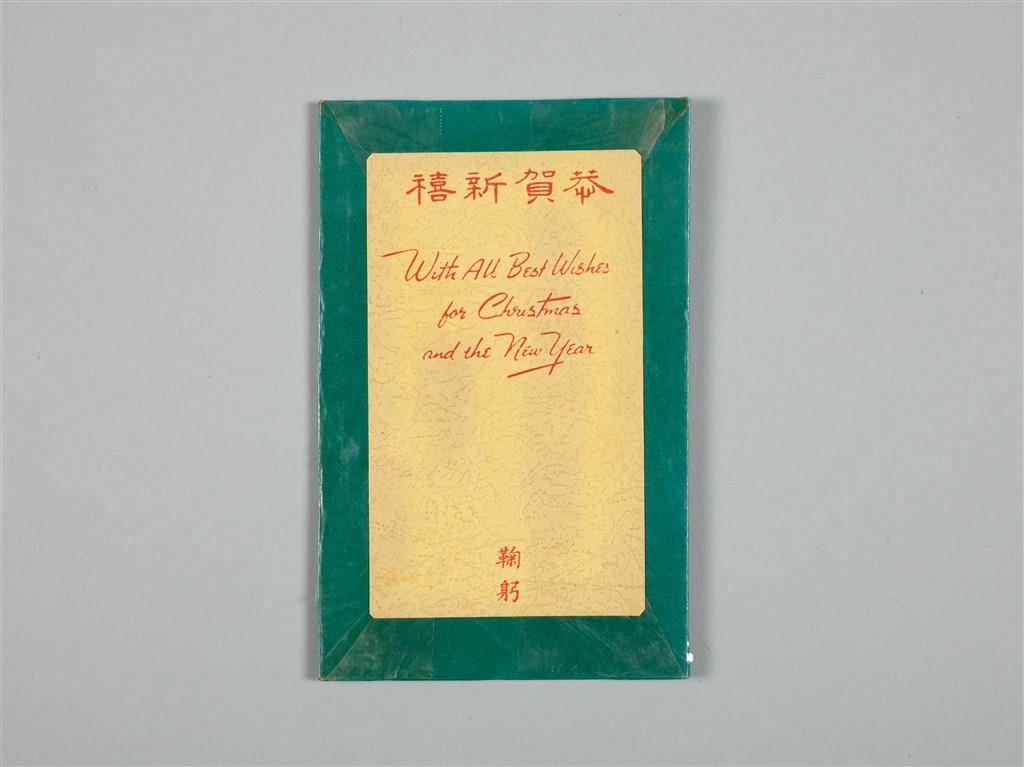 恭賀新禧
With All Best Wishes
for Christmas
and the New Year
鞠
躬